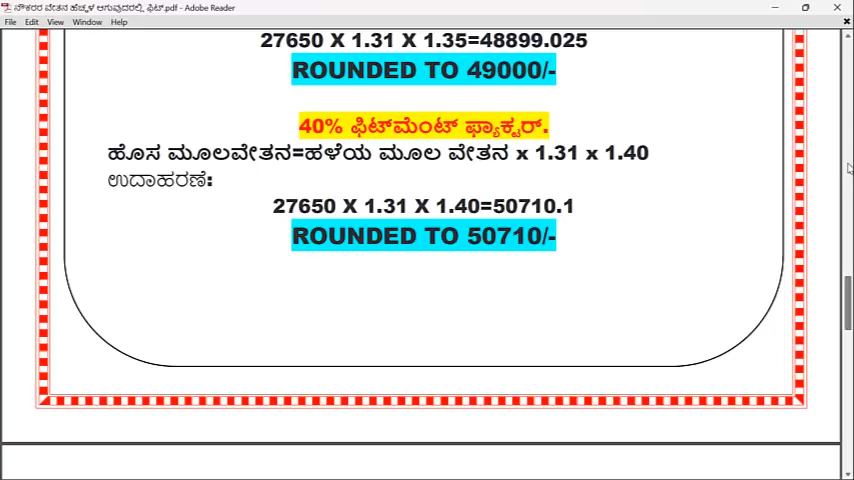 ನೌಕರರ ವೇತನ ಹೆಚ್ಚಳ ಆಗುವುದರಲ್ಲಿ ಫಿಟ್.pdf - Adobe Reader
File Edit View Window Help
27650 X 1.31 X 1.35=48899.025
ROUNDED TO 49000/-
40% ಫಿಟ್‌ಮೆಂಟ್ ಫ್ಯಾಕ್ಟರ್.
ಹೊಸ ಮೂಲವೇತನ=ಹಳೆಯ ಮೂಲ ವೇತನ x 1.31 x 1.40
ಉದಾಹರಣೆ:
27650 X 1.31 X 1.40=50710.1
ROUNDED TO 50710/-